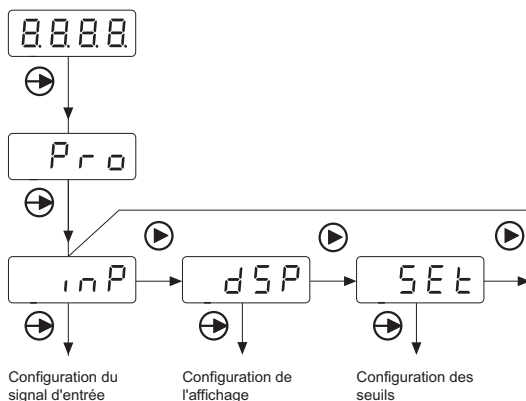 8.8.8.8.
Pro
inP
dSP
SEt
Configuration du
signal d'entrée
Configuration de
l'affichage
Configuration des
seuils